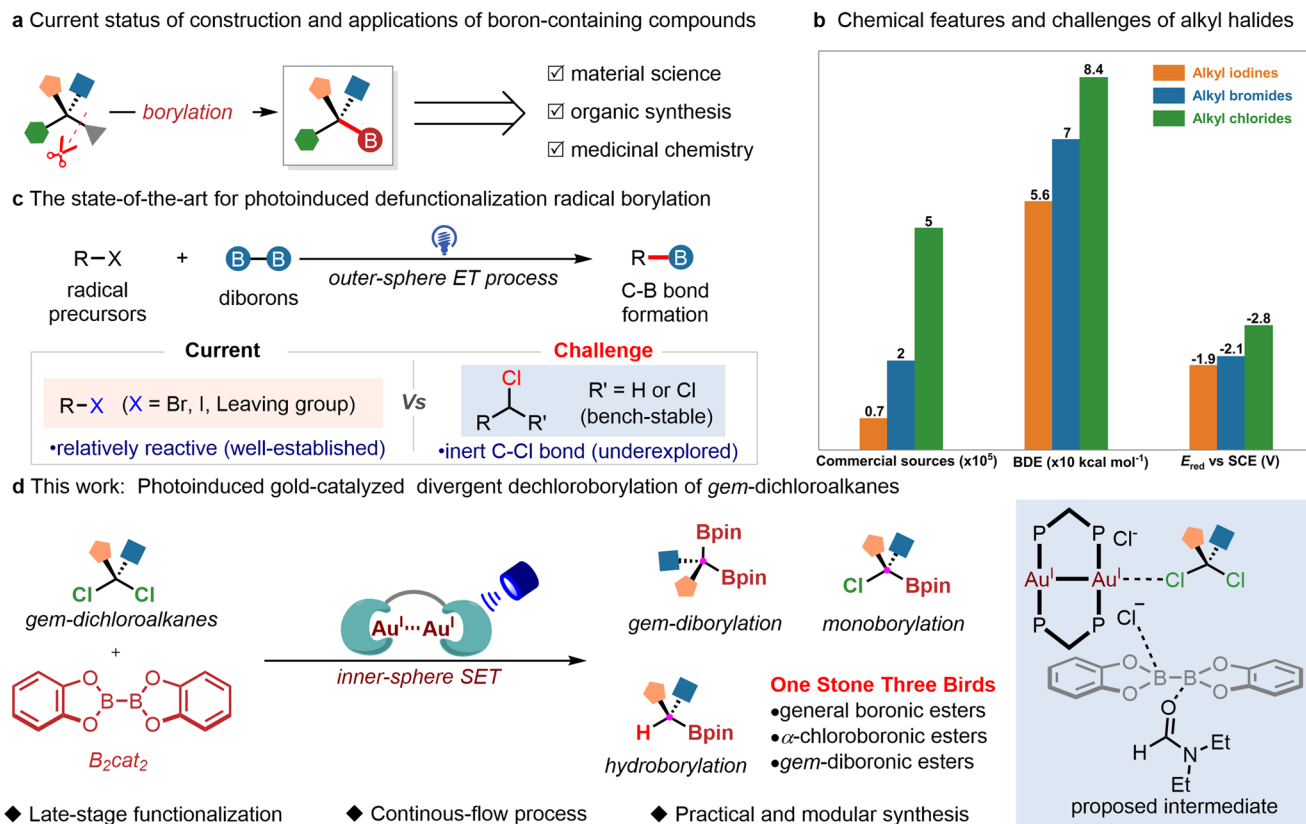 a Current status of construction and applications of boron-containing compounds
borylation
B
☑ material science
☑ organic synthesis
☑ medicinal chemistry
b Chemical features and challenges of alkyl halides
Alkyl iodines
Alkyl bromides
Alkyl chlorides
0.7
2
5
5.6
7
8.4
-1.9
-2.1
-2.8
Commercial sources (x10⁵)
BDE (x10 kcal mol⁻¹)
E_red vs SCE (V)
c The state-of-the-art for photoinduced defunctionalization radical borylation
R–X
+
B–B
R–B
outer-sphere ET process
radical
precursors
diborons
C-B bond
formation
Current
Vs
Challenge
R–X (X = Br, I, Leaving group)
•relatively reactive (well-established)
Cl
R R'
R' = H or Cl
(bench-stable)
•inert C-Cl bond (underexplored)
d This work: Photoinduced gold-catalyzed divergent dechloroborylation of gem-dichloroalkanes
Cl Cl
gem-dichloroalkanes
+
O O
B–B
O O
B₂cat₂
Auᴵ···Auᴵ
inner-sphere SET
Bpin
Bpin
gem-diborylation
Cl Bpin
monoborylation
H Bpin
hydroborylation
One Stone Three Birds
•general boronic esters
•α-chloroboronic esters
•gem-diboronic esters
P P Cl⁻
Auᴵ Auᴵ Cl Cl
P P Cl⁻
O O
B–B
O O
O
H N Et
Et
proposed intermediate
◆ Late-stage functionalization
◆ Continous-flow process
◆ Practical and modular synthesis